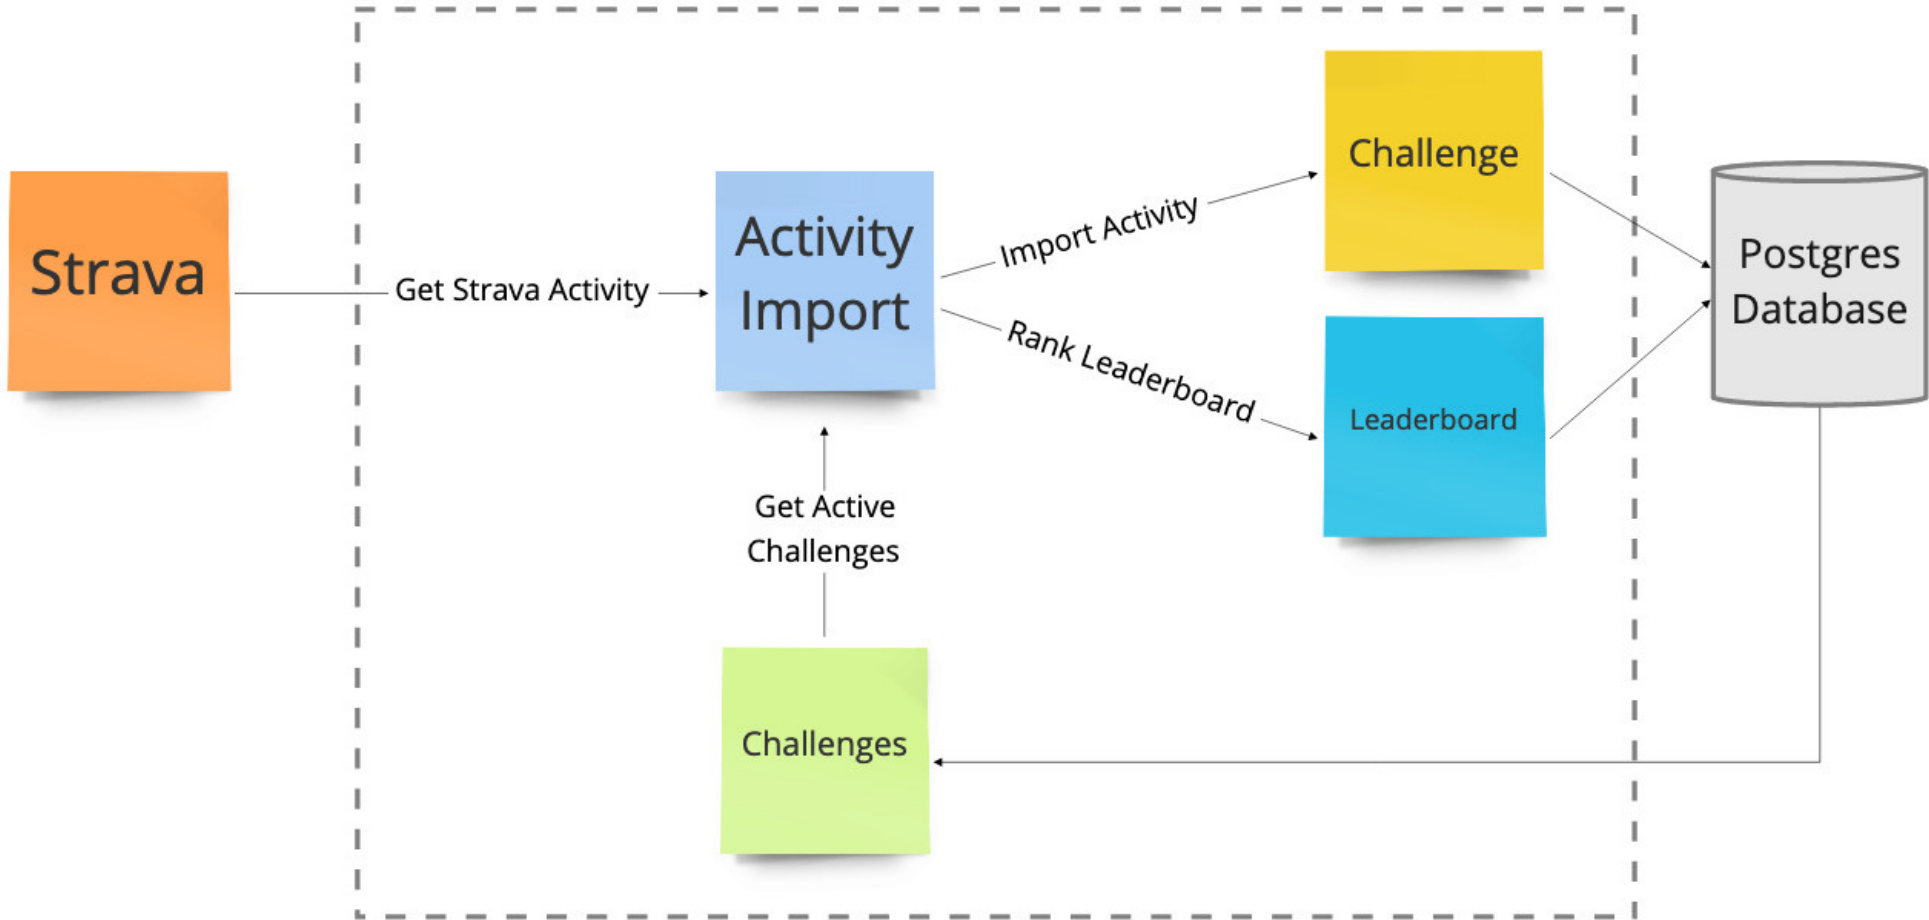 Strava
Get Strava Activity
Activity
Import
Import Activity
Rank Leaderboard
Challenge
Leaderboard
Postgres
Database
Get Active
Challenges
Challenges